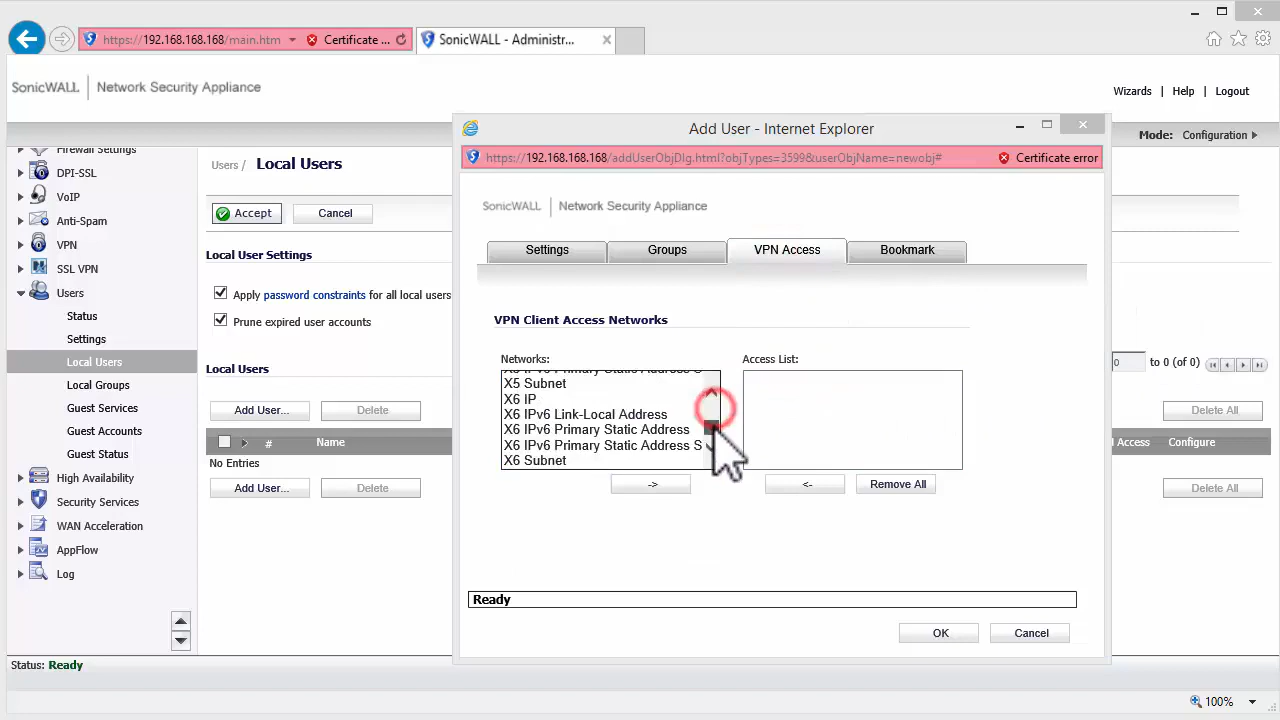 https://192.168.168.168/main.htm
Certificate ...
SonicWALL - Administr...
SonicWALL
Network Security Appliance
Wizards | Help | Logout
Mode: Configuration
Firewall Settings
DPI-SSL
VoIP
Anti-Spam
VPN
SSL VPN
Users
Status
Settings
Local Users
Local Groups
Guest Services
Guest Accounts
Guest Status
High Availability
Security Services
WAN Acceleration
AppFlow
Log
Status: Ready
Users / Local Users
Accept
Cancel
Local User Settings
Apply password constraints for all local users
Prune expired user accounts
Local Users
0 to 0 (of 0)
Add User...
Delete
Delete All
# Name
Access
Configure
No Entries
Add User...
Delete
Delete All
Add User - Internet Explorer
https://192.168.168.168/addUserObjDlg.html?objTypes=3599&userObjName=newobj#
Certificate error
SonicWALL
Network Security Appliance
Settings
Groups
VPN Access
Bookmark
VPN Client Access Networks
Networks:
Access List:
X5 IPv6 Primary Static Address S
X5 Subnet
X6 IP
X6 IPv6 Link-Local Address
X6 IPv6 Primary Static Address
X6 IPv6 Primary Static Address S
X6 Subnet
->
<-
Remove All
Ready
OK
Cancel
100%